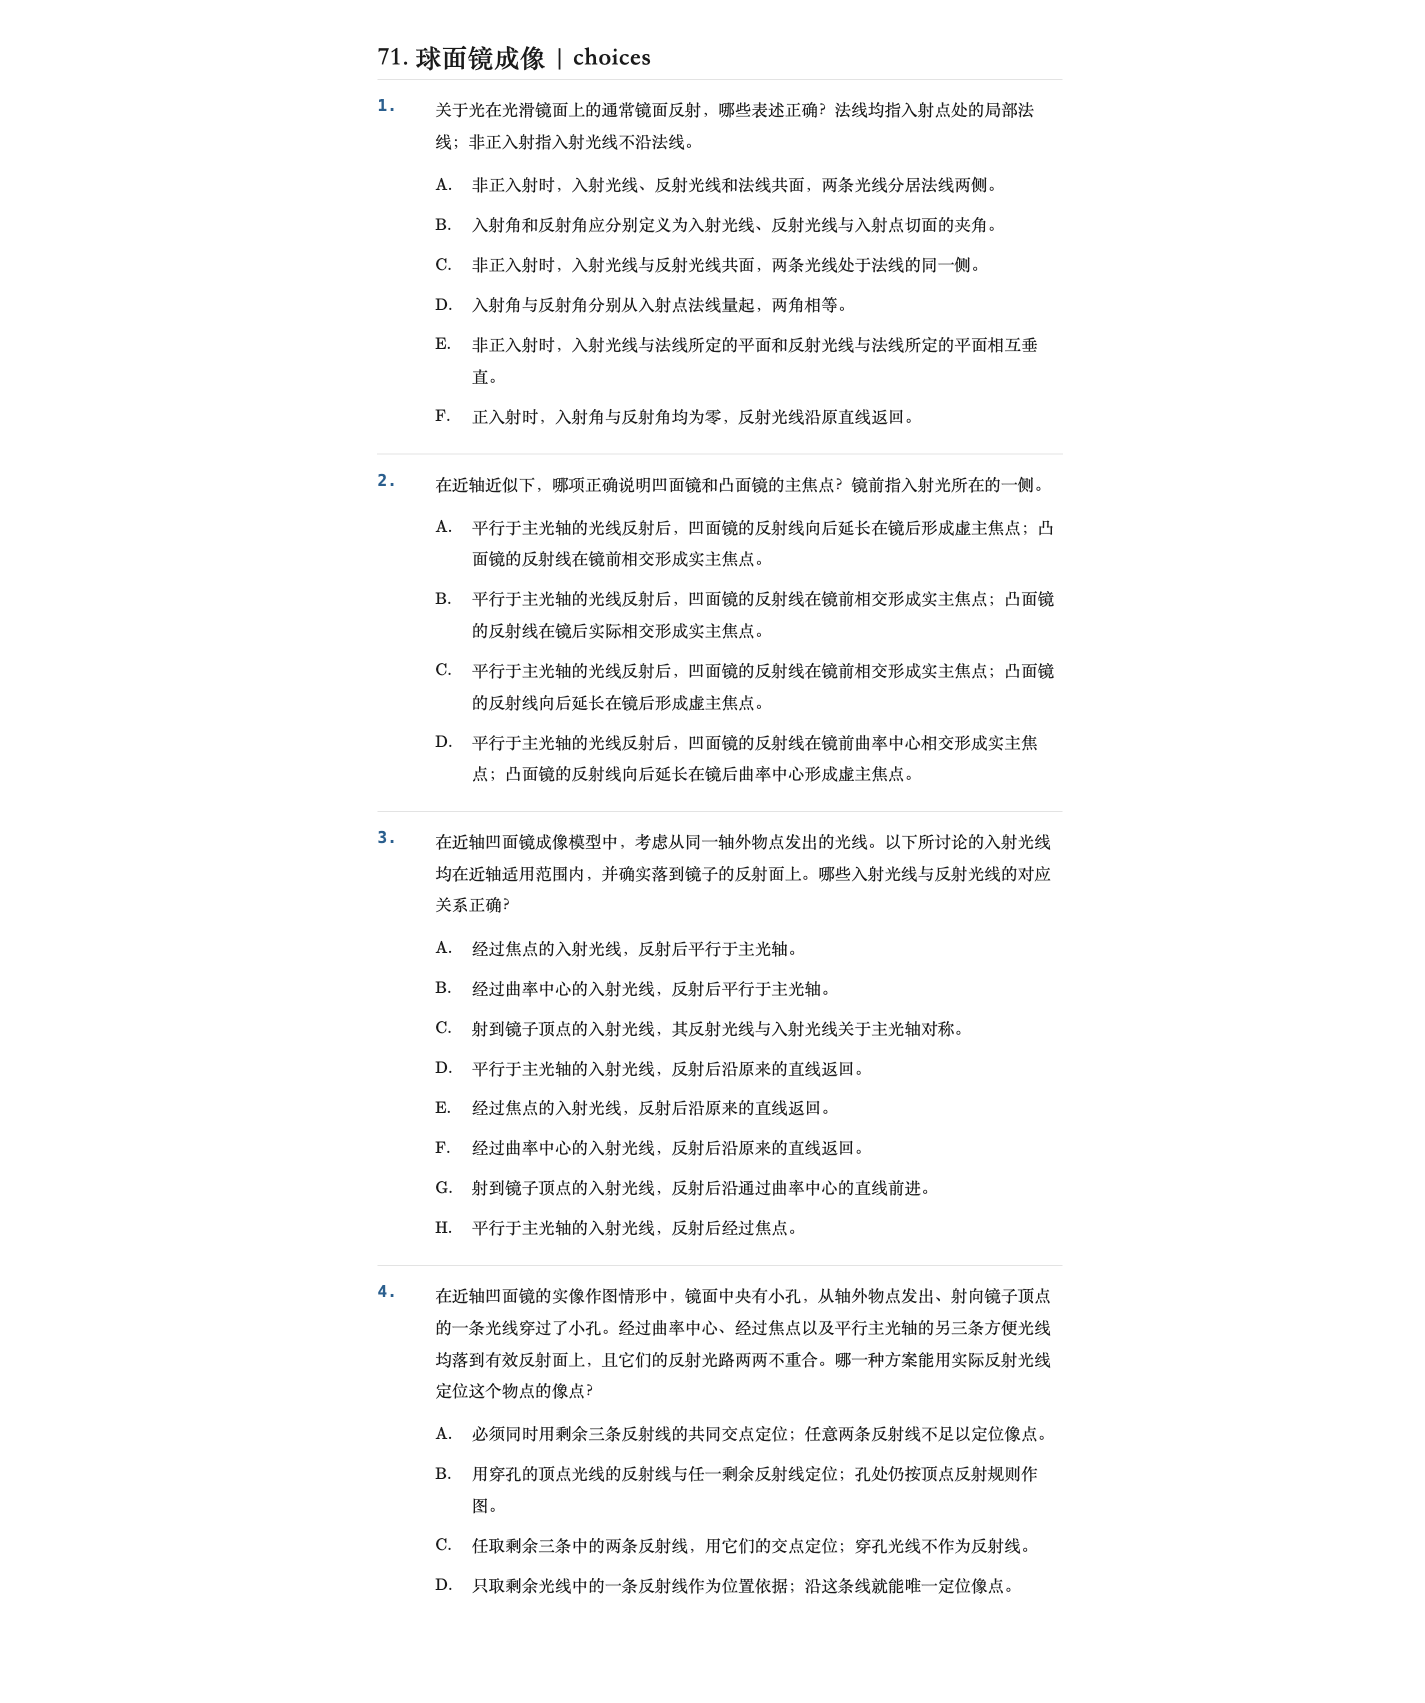 71. 球面镜成像 | choices
1.
关于光在光滑镜面上的通常镜面反射，哪些表述正确？法线均指入射点处的局部法
线；非正入射指入射光线不沿法线。
A. 非正入射时，入射光线、反射光线和法线共面，两条光线分居法线两侧。
B. 入射角和反射角应分别定义为入射光线、反射光线与入射点切面的夹角。
C. 非正入射时，入射光线与反射光线共面，两条光线处于法线的同一侧。
D. 入射角与反射角分别从入射点法线量起，两角相等。
E. 非正入射时，入射光线与法线所定的平面和反射光线与法线所定的平面相互垂
直。
F. 正入射时，入射角与反射角均为零，反射光线沿原直线返回。
2.
在近轴近似下，哪项正确说明凹面镜和凸面镜的主焦点？镜前指入射光所在的一侧。
A. 平行于主光轴的光线反射后，凹面镜的反射线向后延长在镜后形成虚主焦点；凸
面镜的反射线在镜前相交形成实主焦点。
B. 平行于主光轴的光线反射后，凹面镜的反射线在镜前相交形成实主焦点；凸面镜
的反射线在镜后实际相交形成实主焦点。
C. 平行于主光轴的光线反射后，凹面镜的反射线在镜前相交形成实主焦点；凸面镜
的反射线向后延长在镜后形成虚主焦点。
D. 平行于主光轴的光线反射后，凹面镜的反射线在镜前曲率中心相交形成实主焦
点；凸面镜的反射线向后延长在镜后曲率中心形成虚主焦点。
3.
在近轴凹面镜成像模型中，考虑从同一轴外物点发出的光线。以下所讨论的入射光线
均在近轴适用范围内，并确实落到镜子的反射面上。哪些入射光线与反射光线的对应
关系正确？
A. 经过焦点的入射光线，反射后平行于主光轴。
B. 经过曲率中心的入射光线，反射后平行于主光轴。
C. 射到镜子顶点的入射光线，其反射光线与入射光线关于主光轴对称。
D. 平行于主光轴的入射光线，反射后沿原来的直线返回。
E. 经过焦点的入射光线，反射后沿原来的直线返回。
F. 经过曲率中心的入射光线，反射后沿原来的直线返回。
G. 射到镜子顶点的入射光线，反射后沿通过曲率中心的直线前进。
H. 平行于主光轴的入射光线，反射后经过焦点。
4.
在近轴凹面镜的实像作图情形中，镜面中央有小孔，从轴外物点发出、射向镜子顶点
的一条光线穿过了小孔。经过曲率中心、经过焦点以及平行主光轴的另三条方便光线
均落到有效反射面上，且它们的反射光路两两不重合。哪一种方案能用实际反射光线
定位这个物点的像点？
A. 必须同时用剩余三条反射线的共同交点定位；任意两条反射线不足以定位像点。
B. 用穿孔的顶点光线的反射线与任一剩余反射线定位；孔处仍按顶点反射规则作
图。
C. 任取剩余三条中的两条反射线，用它们的交点定位；穿孔光线不作为反射线。
D. 只取剩余光线中的一条反射线作为位置依据；沿这条线就能唯一定位像点。